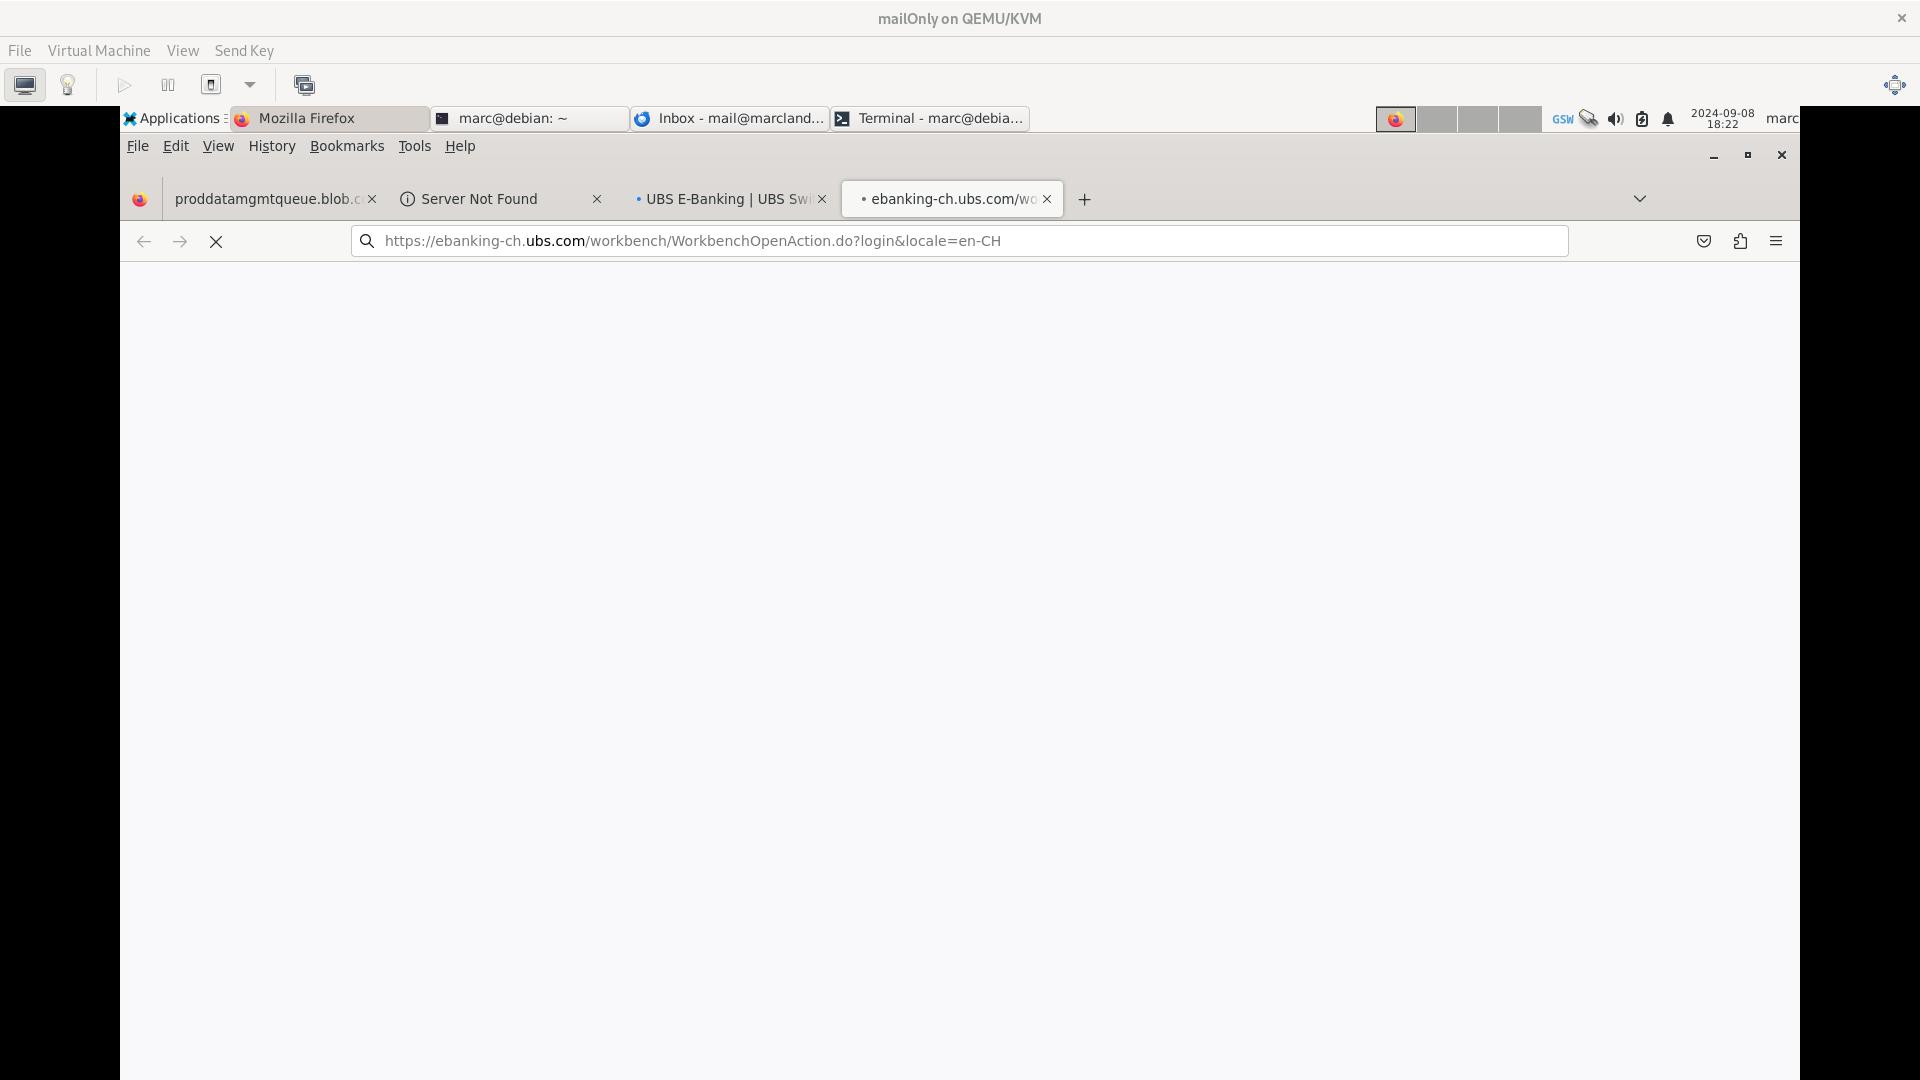 mailOnly on QEMU/KVM
File Virtual Machine View Send Key
Applications Mozilla Firefox marc@debian: ~ Inbox - mail@marcland... Terminal - marc@debia... GSW 2024-09-08 marc
18:22
File Edit View History Bookmarks Tools Help
proddatamgmtqueue.blob.c Server Not Found UBS E-Banking | UBS Swi ebanking-ch.ubs.com/wo
https://ebanking-ch.ubs.com/workbench/WorkbenchOpenAction.do?login&locale=en-CH